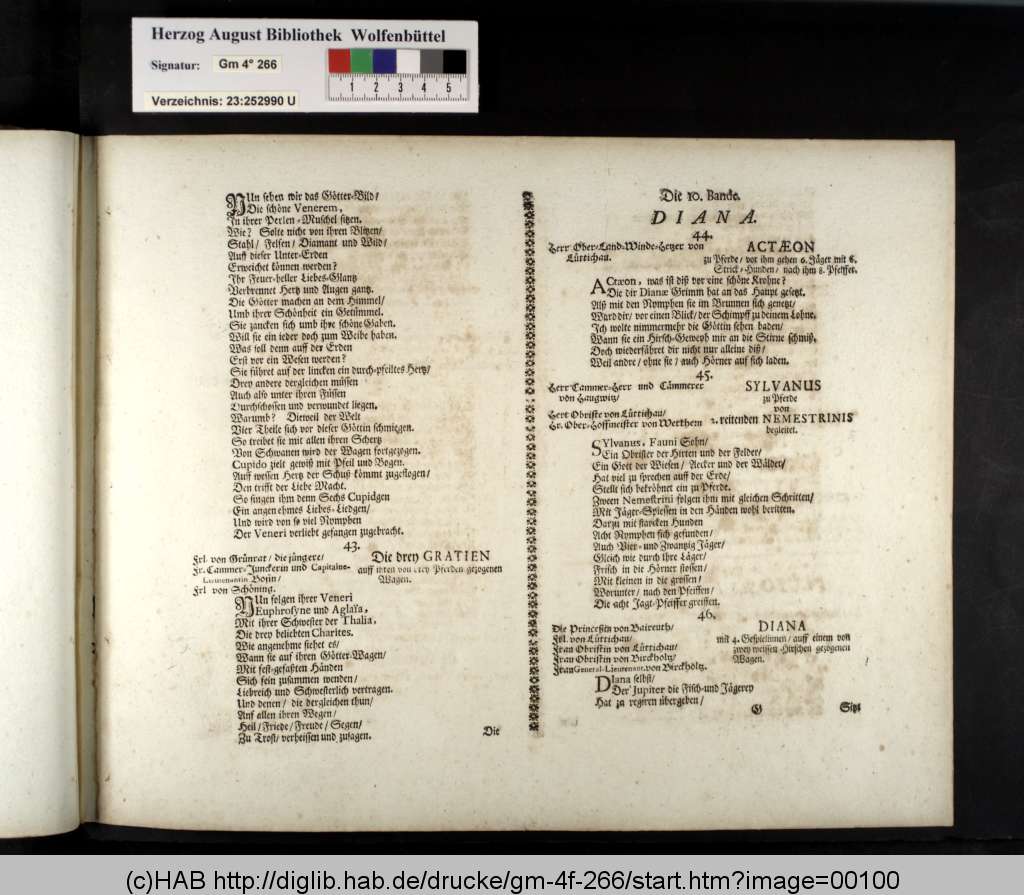 Herzog August Bibliothek Wolfenbüttel
Signatur: Gm 4° 266
1 2 3 4 5
Verzeichnis: 23:252990 U
NUn sehen wir das Götter-Bild/
Die schöne Venerem,
In ihrer Perlen-Muschel sitzen.
Wie? Solte nicht von ihren Blitzen/
Stahl/ Felsen/ Diamant und Wild/
Auff dieser Unter-Erden
Erweichet können werden?
Ihr Feuer-heller Liebes-Glantz
Verbrennet Hertz und Augen gantz.
Die Götter machen an dem Himmel/
Umb ihrer Schönheit ein Getümmel.
Sie zancken sich umb ihre schöne Gaben.
Will sie ein ieder doch zum Weibe haben.
Was soll denn auff der Erden
Erst vor ein Wesen werden?
Sie führet auf der lincken ein durch-pfeiltes Hertz/
Drey andere dergleichen müssen
Auch also unter ihren Füssen
Durchschossen und verwundet liegen.
Warumb? Dieweil der Welt
Vier Theile sich vor dieser Göttin schmiegen.
So treibet sie mit allen ihren Schertz
Von Schwanen wird der Wagen fortgezogen.
Cupido zielt gewiß mit Pfeil und Bogen.
Auff wessen Hertz der Schuß kömmt zugeflogen/
Den trifft der Liebe Macht.
So singen ihm denn Sechs Cupidgen
Ein angenehmes Liebes-Liedgen/
Und wird von so viel Nymphen
Der Veneri verliebt gefangen zugebracht.
43.
Frl. von Grünrat/ die jüngere/
Fr. Cammer-Junckerin und Capitaine-
Lieutenantin Bosin/
Frl von Schöning.
Die drey GRATIEN
auff einen von drey Pferden gezogenen
Wagen.
NUn folgen ihrer Veneri
Euphrosyne und Aglaïa,
Mit ihrer Schwester der Thalia,
Die drey beliebten Charites.
Wie angenehme siehet es/
Wann sie auf ihren Götter-Wagen/
Mit fest-gefasten Händen
Sich fein zusammen wenden/
Liebreich und Schwesterlich vertragen.
Und denen/ die dergleichen thun/
Auf allen ihren Wegen/
Heil/ Friede/ Freude/ Segen/
Zu Trost/ verheissen und zusagen.
Die
Die 10. Bande.
DIANA.
44.
Herr Ober-Land-Winde-Hetzer von
Lüttichau.
ACTÆON
zu Pferde/ vor ihm gehen 6. Jäger mit 6.
Strick-Hunden/ nach ihm 8. Pfeiffer.
ACtæon, was ist diß vor eine schöne Krohne?
Die dir Dianæ Grimm hat an das Haupt gesetzt.
Alß mit den Nymphen sie im Brunnen sich genetzt/
Ward dir/ vor einen Blick/ der Schimpff zu deinem Lohne.
Ich wolte nimmermehr die Göttin sehen baden/
Wann sie ein Hirsch-Geweyh mir an die Stirne schmiß.
Doch wiederfähret dir nicht nur alleine diß/
Weil andre/ ohne sie/ auch Hörner auf sich laden.
45.
Herr Cammer-Herr und Cämmerer
von Haugwitz/
Herr Obriste von Lüttichau/
Hr. Ober-Hoffmeister von Werthern
SYLVANUS
zu Pferde
von
2. reitenden NEMESTRINIS
begleitet.
SYlvanus, Fauni Sohn/
Ein Obrister der Hirten und der Felder/
Ein Gott der Wiesen/ Aecker und der Wälder/
Hat viel zu sprechen auff der Erde/
Stellt sich bekröhnet ein zu Pferde.
Zween Nemestrini folgen ihm mit gleichen Schritten/
Mit Jäger-Spiessen in den Händen wohl beritten.
Darzu mit starcken Hunden
Acht Nymphen sich gefunden/
Auch Vier- und Zwantzig Jäger/
Gleich wie durch ihre Läger/
Frisch in die Hörner stossen/
Mit kleinen in die grossen/
Worunter/ nach den Pfeiffen/
Die acht Jagt-Pfeiffer greiffen.
46.
Die Princeßin von Baireuth/
Frl. von Lüttichau/
Frau Obristin von Lüttichau/
Frau Obristin von Birckholtz/
Frau General-Lieutenant. von Birckholtz.
DIANA
mit 4. Gespielinnen/ auff einem von
zwey weissen Hirschen gezogenen
Wagen.
DIana selbst/
Der Jupiter die Fisch- und Jägerey
Hat zu regiren übergeben/
G
Sitzt
(c)HAB http://diglib.hab.de/drucke/gm-4f-266/start.htm?image=00100